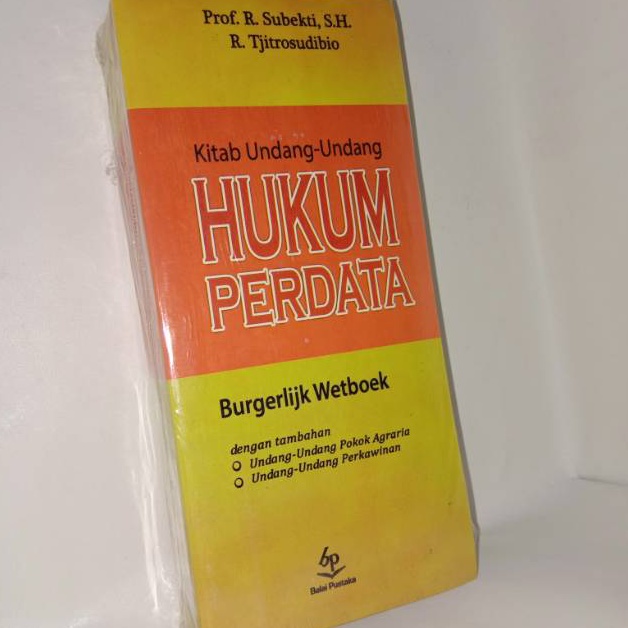 Prof. R. Subekti, S.H.
R. Tjitrosudibio
Kitab Undang-Undang
HUKUM
PERDATA
Burgerlijk Wetboek
dengan tambahan
Undang-Undang Pokok Agraria
Undang-Undang Perkawinan
bp
Balai Pustaka